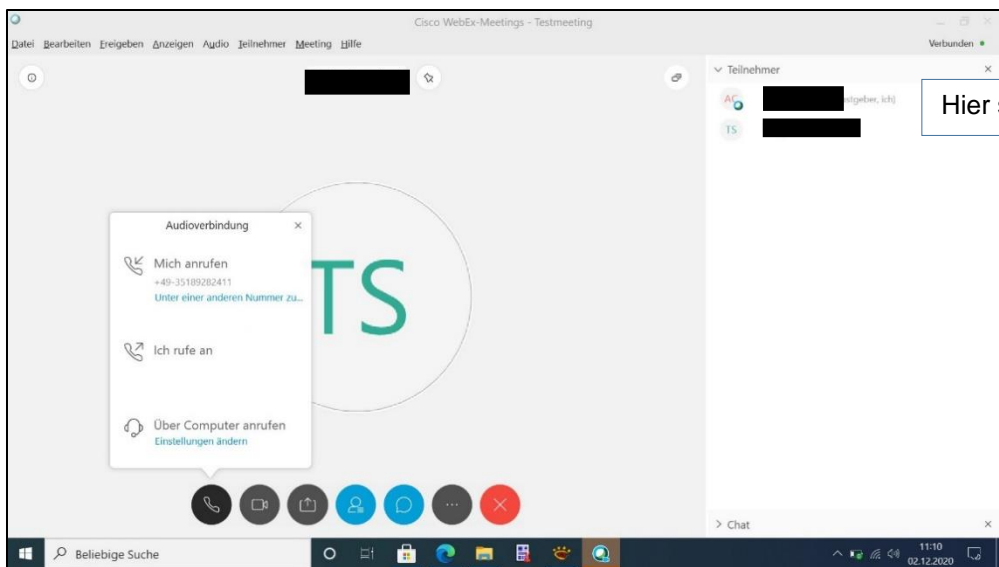 Cisco WebEx-Meetings - Testmeeting
Datei Bearbeiten Freigeben Anzeigen Audio Teilnehmer Meeting Hilfe
Verbunden
Teilnehmer
AC
stgeber, ich)
Hier s
TS
Audioverbindung
Mich anrufen
+49-35189282411
Unter einer anderen Nummer zu...
TS
Ich rufe an
Über Computer anrufen
Einstellungen ändern
Chat
Beliebige Suche
11:10
02.12.2020